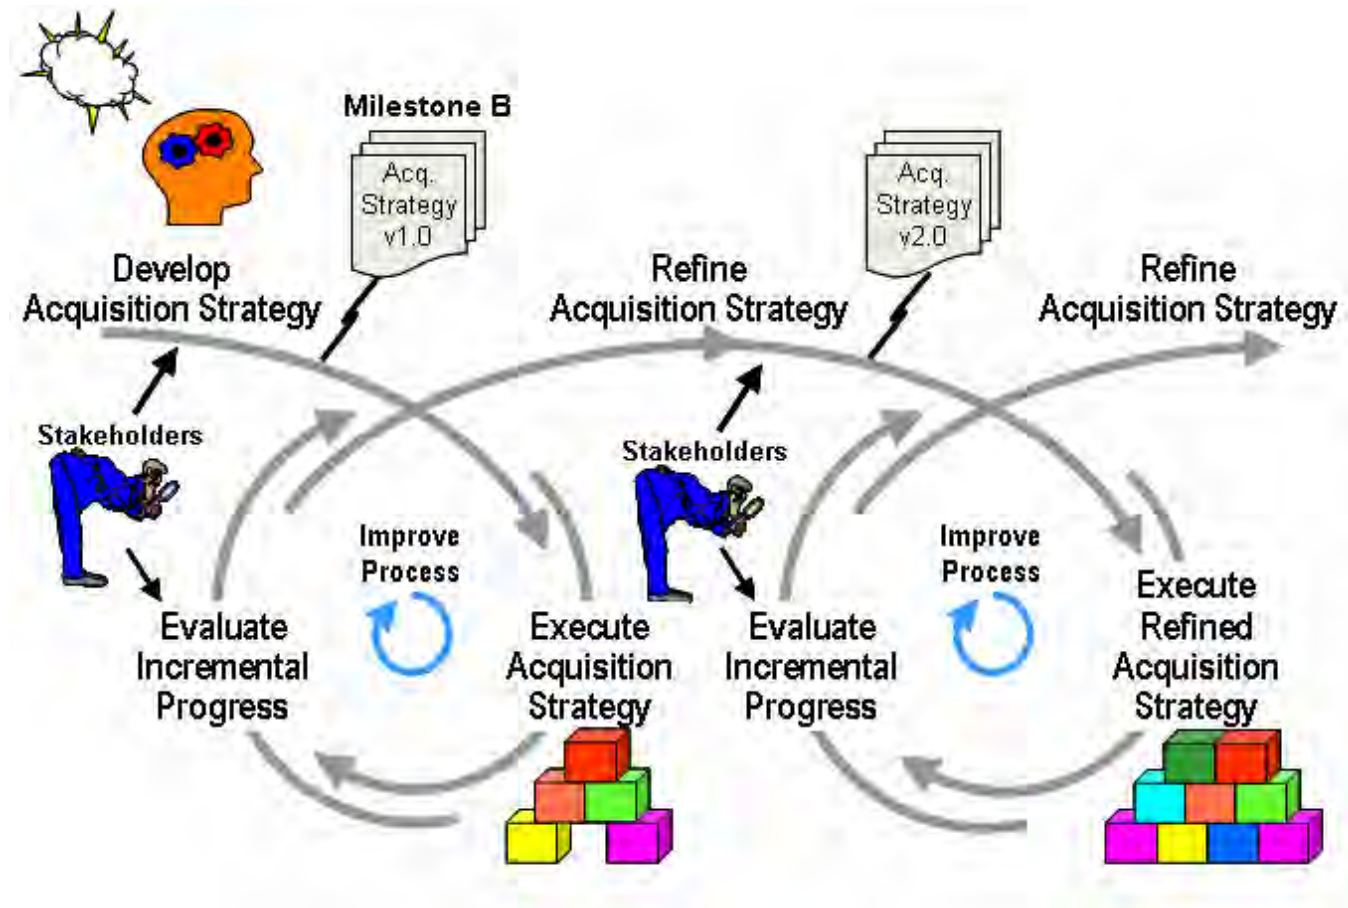 Milestone B
Acq.
Strategy
v1.0
Acq.
Strategy
v2.0
Develop
Acquisition Strategy
Refine
Acquisition Strategy
Refine
Acquisition Strategy
Stakeholders
Stakeholders
Improve
Process
Improve
Process
Evaluate
Incremental
Progress
Execute
Acquisition
Strategy
Evaluate
Incremental
Progress
Execute
Refined
Acquisition
Strategy